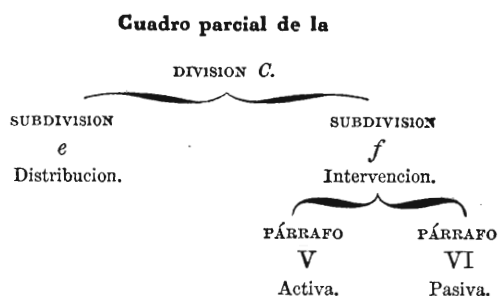 Cuadro parcial de la
DIVISION C.
SUBDIVISION SUBDIVISION
e f
Distribucion. Intervencion.
PÁRRAFO PÁRRAFO
V VI
Activa. Pasiva.